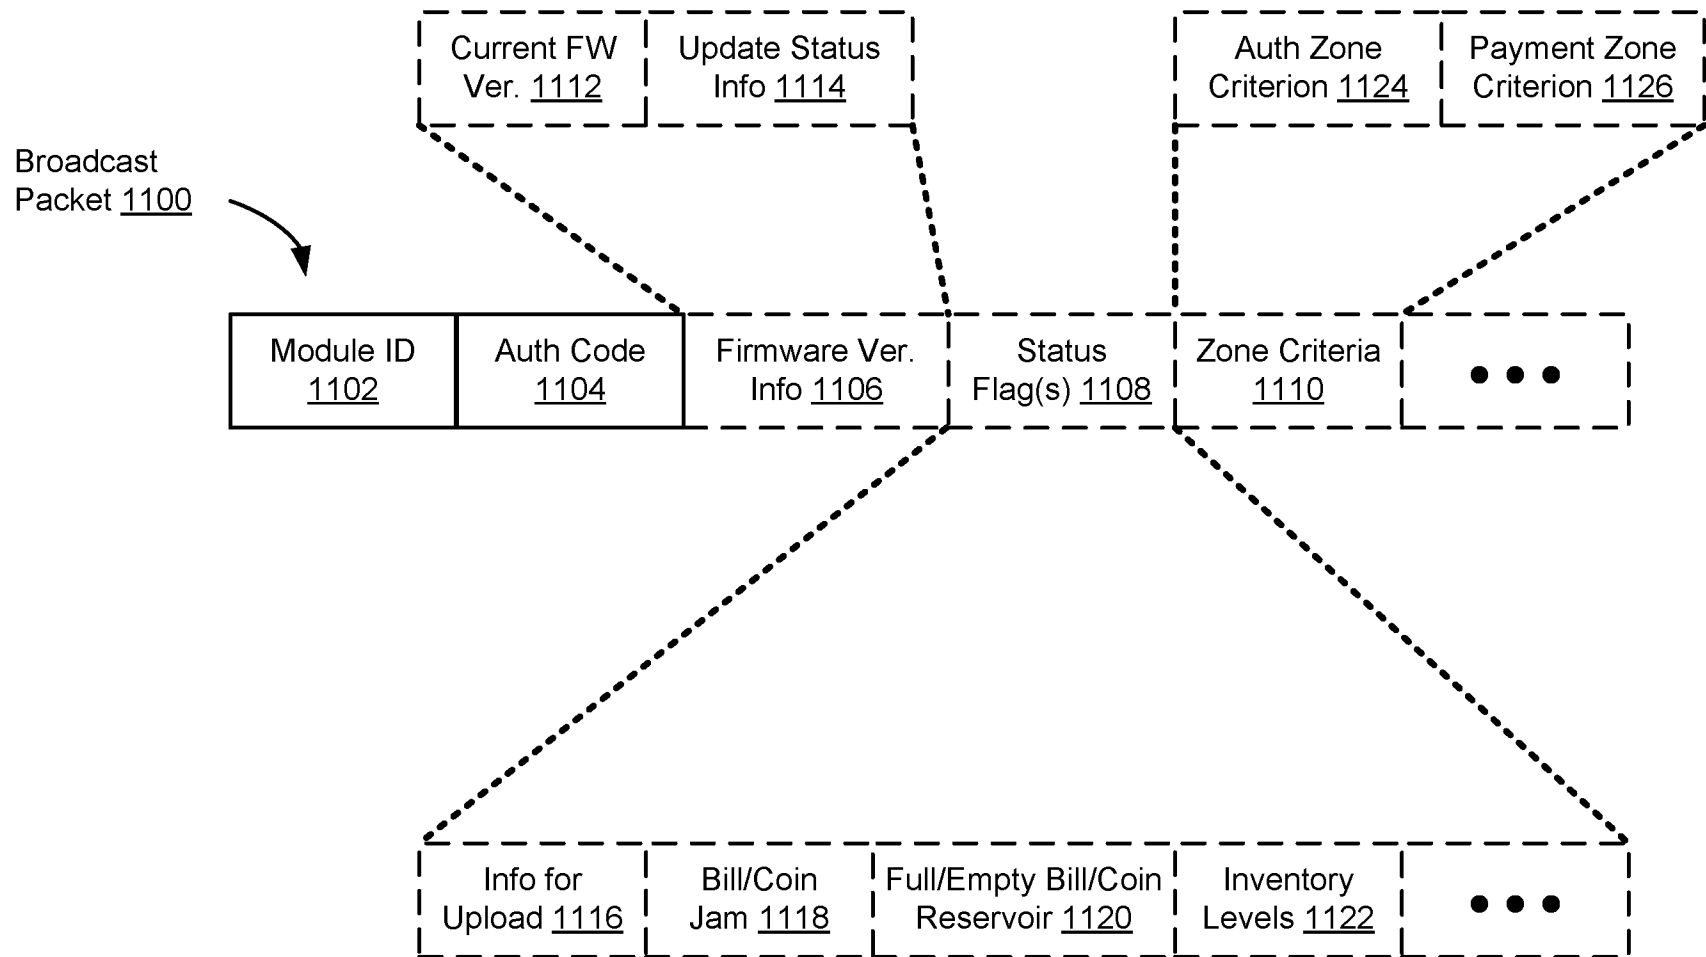 Current FW
Ver. 1112
Update Status
Info 1114
Auth Zone
Criterion 1124
Payment Zone
Criterion 1126
Broadcast
Packet 1100
Module ID
1102
Auth Code
1104
Firmware Ver.
Info 1106
Status
Flag(s) 1108
Zone Criteria
1110
Info for
Upload 1116
Bill/Coin
Jam 1118
Full/Empty Bill/Coin
Reservoir 1120
Inventory
Levels 1122